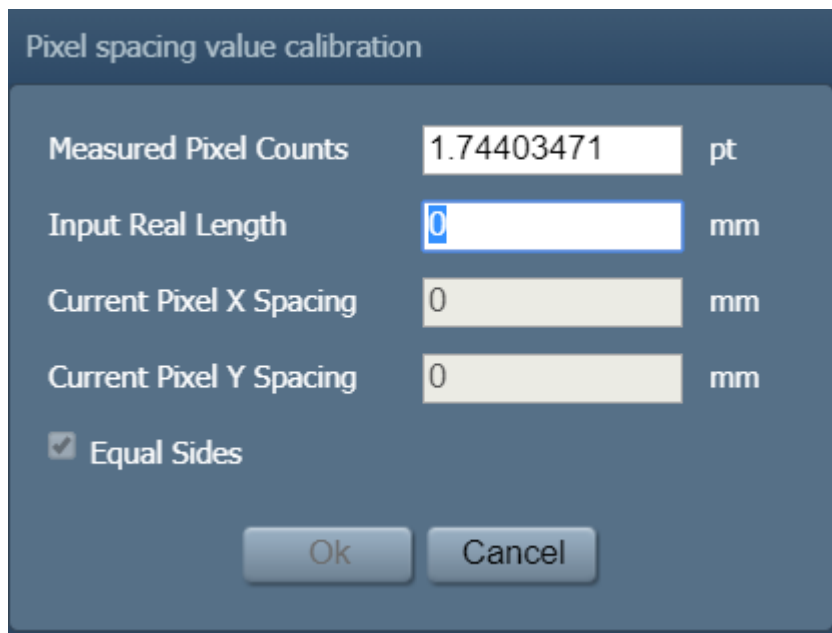 Pixel spacing value calibration
Measured Pixel Counts 1.74403471 pt
Input Real Length 0 mm
Current Pixel X Spacing 0 mm
Current Pixel Y Spacing 0 mm
Equal Sides
Ok Cancel